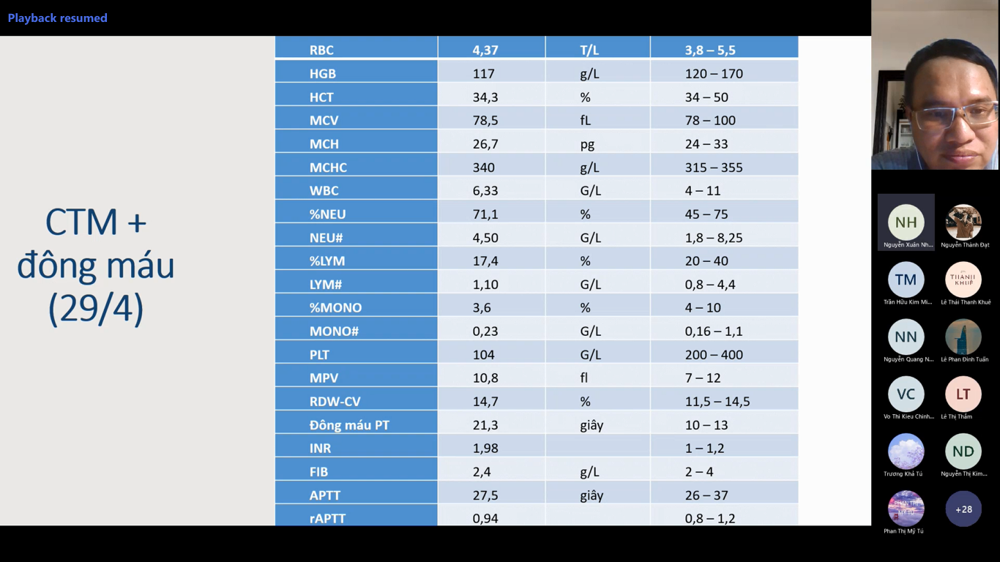 Playback resumed
CTM +
đông máu
(29/4)
RBC 4,37 T/L 3,8 – 5,5
HGB 117 g/L 120 – 170
HCT 34,3 % 34 – 50
MCV 78,5 fL 78 – 100
MCH 26,7 pg 24 – 33
MCHC 340 g/L 315 – 355
WBC 6,33 G/L 4 – 11
%NEU 71,1 % 45 – 75
NEU# 4,50 G/L 1,8 – 8,25
%LYM 17,4 % 20 – 40
LYM# 1,10 G/L 0,8 – 4,4
%MONO 3,6 % 4 – 10
MONO# 0,23 G/L 0,16 – 1,1
PLT 104 G/L 200 – 400
MPV 10,8 fl 7 – 12
RDW-CV 14,7 % 11,5 – 14,5
Đông máu PT 21,3 giây 10 – 13
INR 1,98 1 – 1,2
FIB 2,4 g/L 2 – 4
APTT 27,5 giây 26 – 37
rAPTT 0,94 0,8 – 1,2
NH
Nguyễn Xuân Nh...
Nguyễn Thành Đạt
TM
Trần Hữu Kim Mi...
THANH
KHUÊ
Lê Thái Thanh Khuê
NN
Nguyễn Quang N...
Lê Phan Đình Tuấn
VC
Vo Thi Kieu Chinh...
LT
Lê Thị Thắm
Trương Khả Tú
ND
Nguyễn Thị Kim...
PHAN THỊ
MỸ TÚ
Phan Thị Mỹ Tú
+28